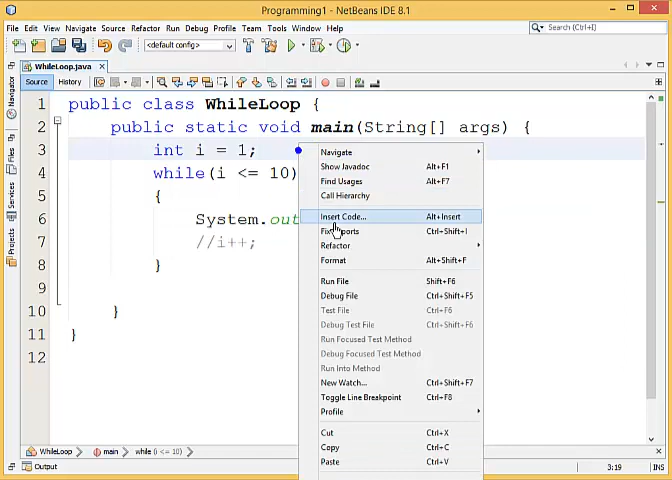 Programming1 - NetBeans IDE 8.1
File Edit View Navigate Source Refactor Run Debug Profile Team Tools Window Help
Search (Ctrl+I)
<default config>
WhileLoop.java
Source History
Navigator
Files
Services
Projects
1 public class WhileLoop {
2 public static void main(String[] args) {
3 int i = 1;
4 while(i <= 10)
5 {
6 System.out
7 //i++;
8 }
9
10 }
11 }
12
Navigate
Show Javadoc Alt+F1
Find Usages Alt+F7
Call Hierarchy
Insert Code... Alt+Insert
Fix Imports Ctrl+Shift+I
Refactor
Format Alt+Shift+F
Run File Shift+F6
Debug File Ctrl+Shift+F5
Test File Ctrl+F6
Debug Test File Ctrl+Shift+F6
Run Focused Test Method
Debug Focused Test Method
Run Into Method
New Watch... Ctrl+Shift+F7
Toggle Line Breakpoint Ctrl+F8
Profile
Cut Ctrl+X
Copy Ctrl+C
Paste Ctrl+V
WhileLoop main while (i <= 10)
Output
3:19 INS